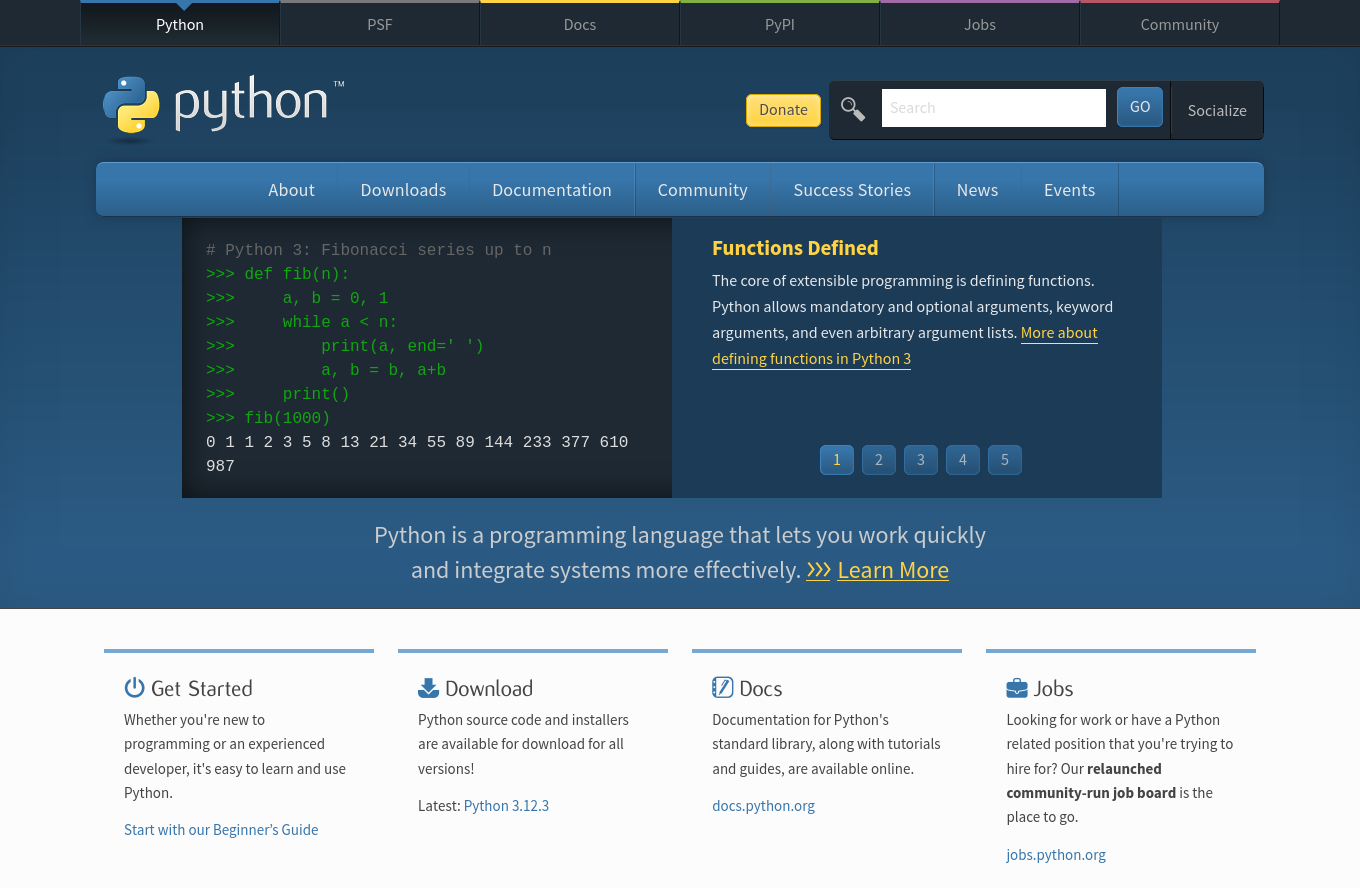 Python PSF Docs PyPI Jobs Community
python™
Donate Search GO Socialize
About Downloads Documentation Community Success Stories News Events
# Python 3: Fibonacci series up to n
>>> def fib(n):
>>>     a, b = 0, 1
>>>     while a < n:
>>>         print(a, end=' ')
>>>         a, b = b, a+b
>>>     print()
>>> fib(1000)
0 1 1 2 3 5 8 13 21 34 55 89 144 233 377 610
987
Functions Defined
The core of extensible programming is defining functions.
Python allows mandatory and optional arguments, keyword
arguments, and even arbitrary argument lists. More about
defining functions in Python 3
1 2 3 4 5
Python is a programming language that lets you work quickly
and integrate systems more effectively. >>> Learn More
Get Started
Whether you're new to
programming or an experienced
developer, it's easy to learn and use
Python.
Start with our Beginner’s Guide
Download
Python source code and installers
are available for download for all
versions!
Latest: Python 3.12.3
Docs
Documentation for Python's
standard library, along with tutorials
and guides, are available online.
docs.python.org
Jobs
Looking for work or have a Python
related position that you're trying to
hire for? Our relaunched
community-run job board is the
place to go.
jobs.python.org